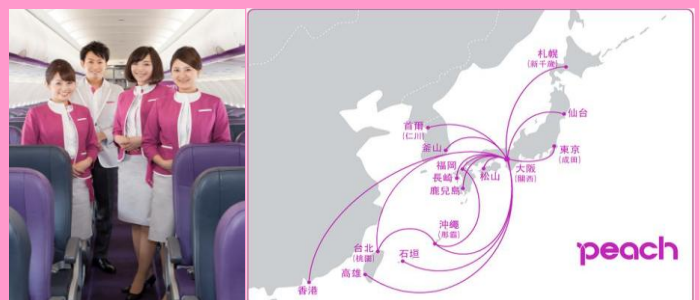 札幌
(新千歳)
仙台
首爾
(仁川)
釜山
東京
(成田)
福岡
大阪
(關西)
長崎
松山
鹿兒島
沖繩
(那霸)
台北
(桃園)
石垣
高雄
香港
peach